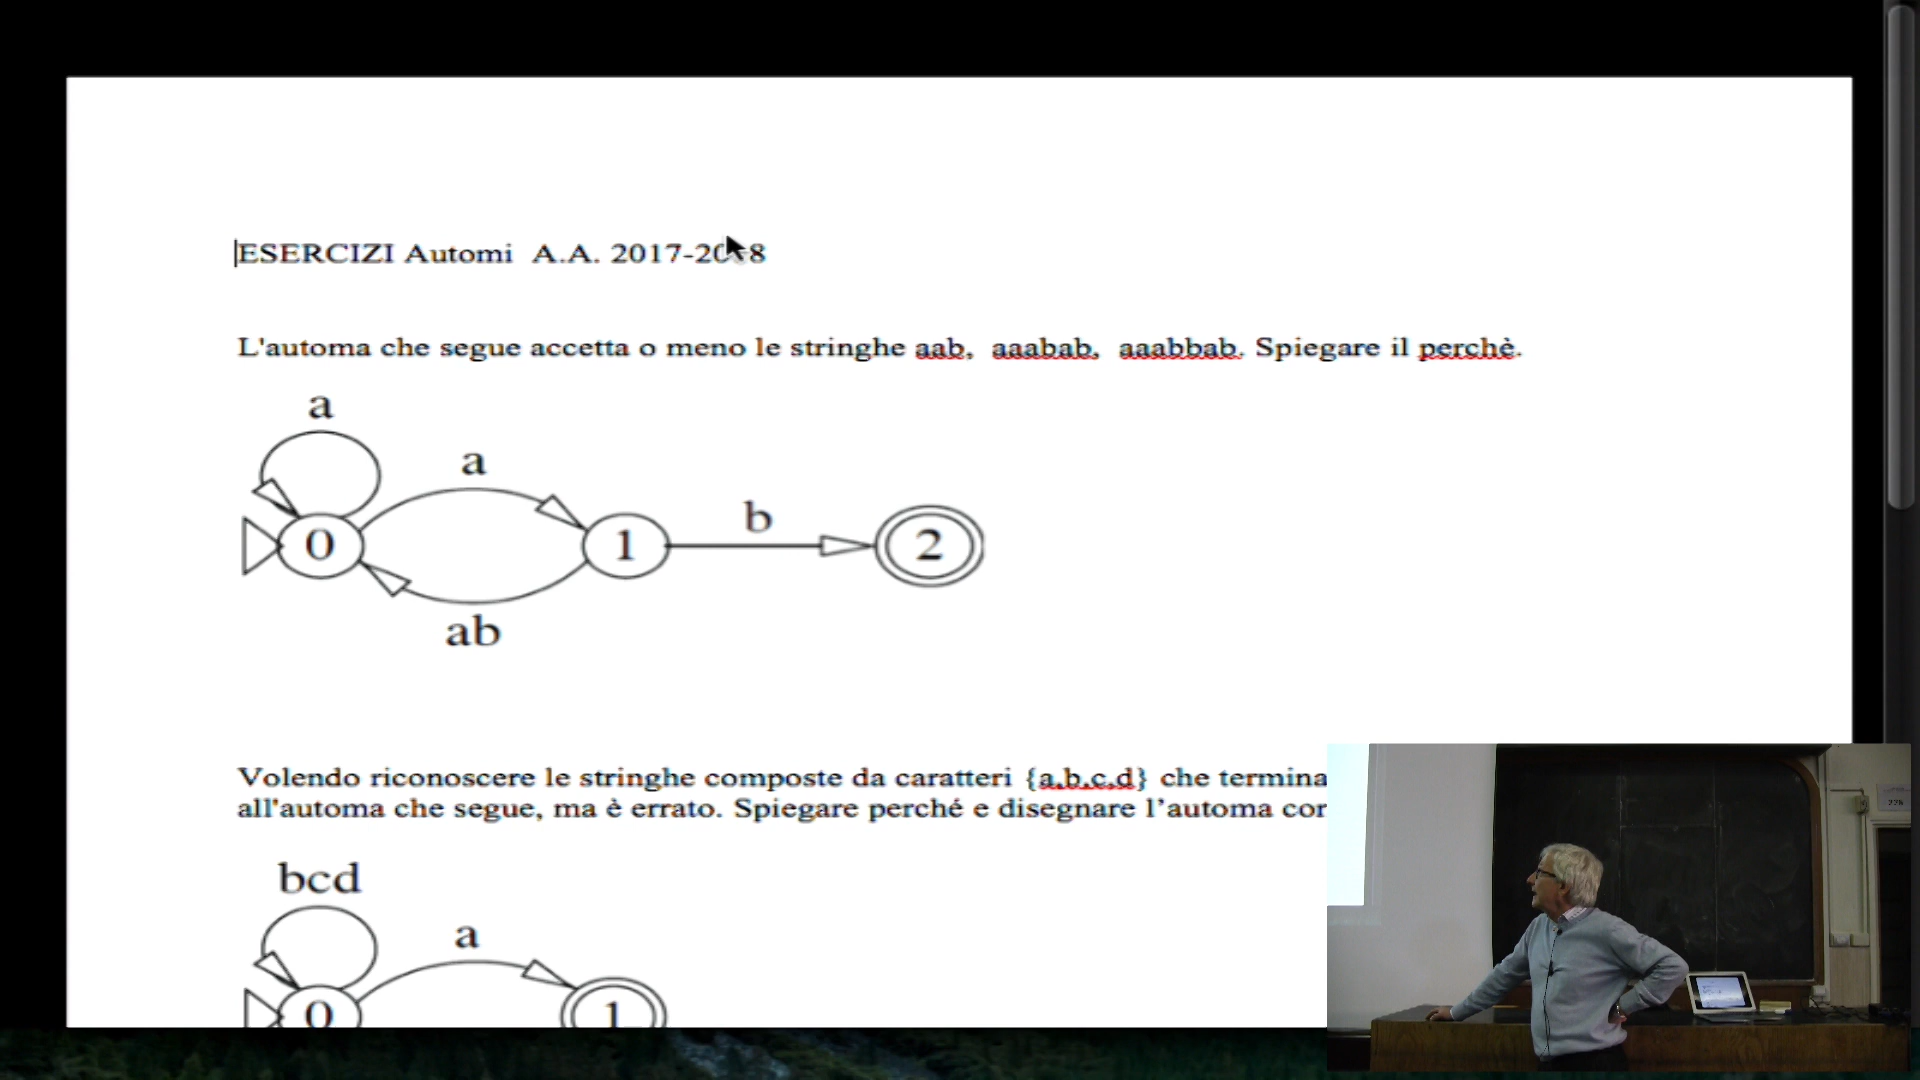 ESERCIZI Automi A.A. 2017-2018
L'automa che segue accetta o meno le stringhe aab, aaabab, aaabbab. Spiegare il perchè.
a
a
b
0
1
2
ab
Volendo riconoscere le stringhe composte da caratteri {a,b,c,d} che termina
all'automa che segue, ma è errato. Spiegare perché e disegnare l'automa cor
bcd
a
0
1